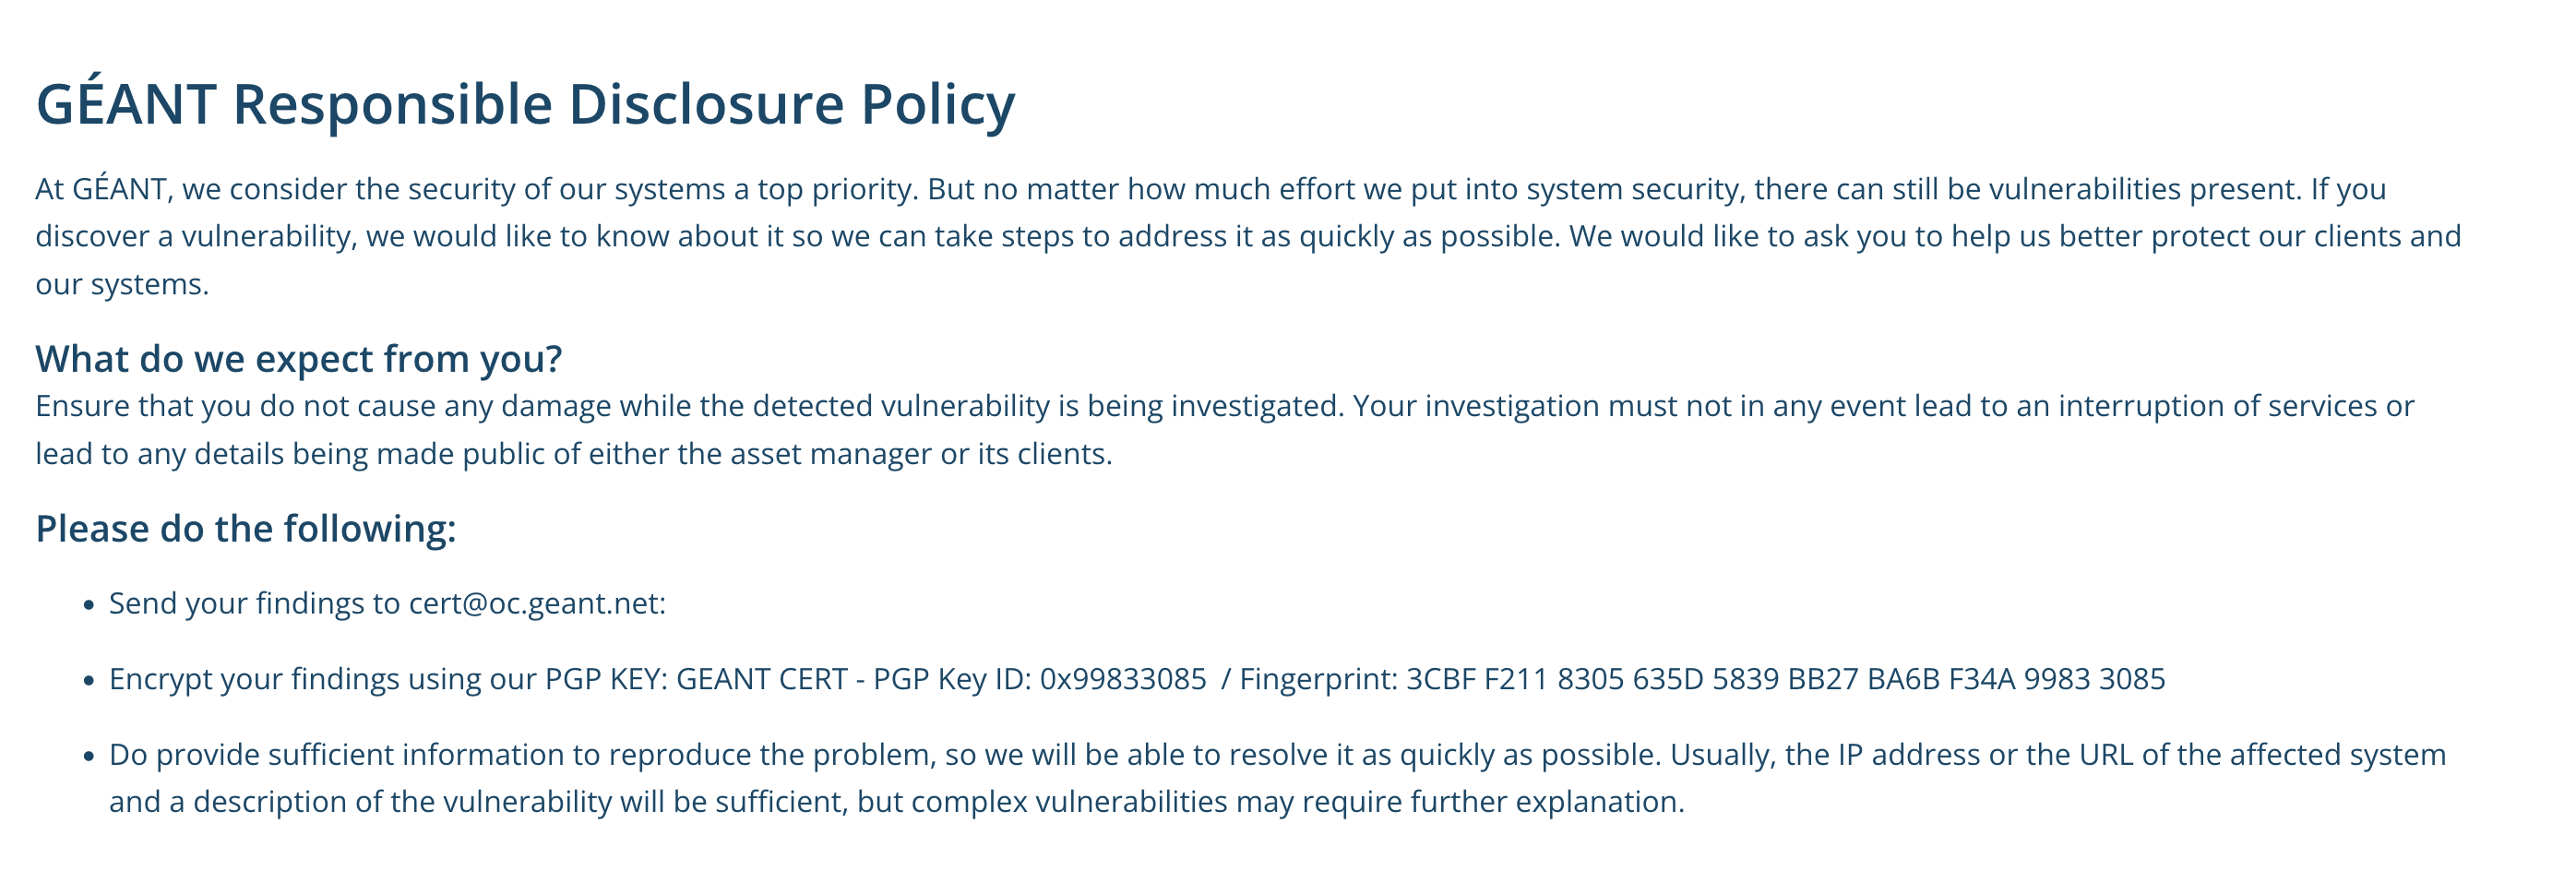 GÉANT Responsible Disclosure Policy
At GÉANT, we consider the security of our systems a top priority. But no matter how much effort we put into system security, there can still be vulnerabilities present. If you
discover a vulnerability, we would like to know about it so we can take steps to address it as quickly as possible. We would like to ask you to help us better protect our clients and
our systems.
What do we expect from you?
Ensure that you do not cause any damage while the detected vulnerability is being investigated. Your investigation must not in any event lead to an interruption of services or
lead to any details being made public of either the asset manager or its clients.
Please do the following:
• Send your findings to cert@oc.geant.net:
• Encrypt your findings using our PGP KEY: GEANT CERT - PGP Key ID: 0x99833085 / Fingerprint: 3CBF F211 8305 635D 5839 BB27 BA6B F34A 9983 3085
• Do provide sufficient information to reproduce the problem, so we will be able to resolve it as quickly as possible. Usually, the IP address or the URL of the affected system
and a description of the vulnerability will be sufficient, but complex vulnerabilities may require further explanation.